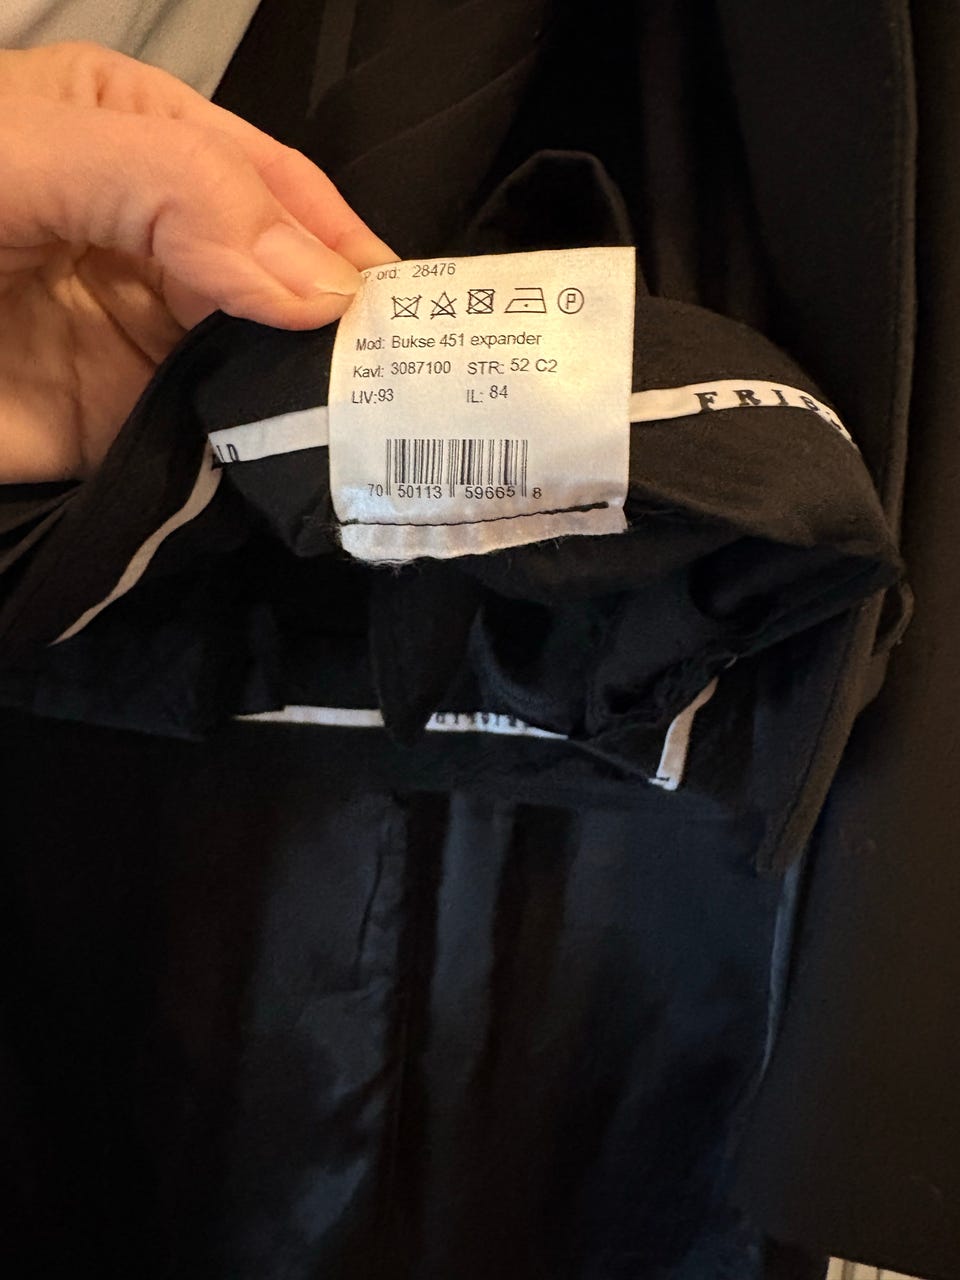 P. ord: 28476
P
Mod: Bukse 451 expander
Kavl: 3087100 STR: 52 C2
LIV:93 IL: 84
70 50113 59665 8